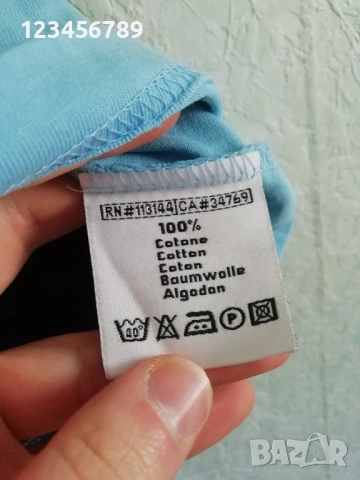 123456789
RN#113144 CA#34769
100%
Cotone
Cotton
Coton
Baumwolle
Algodon
40° P
BAZAR